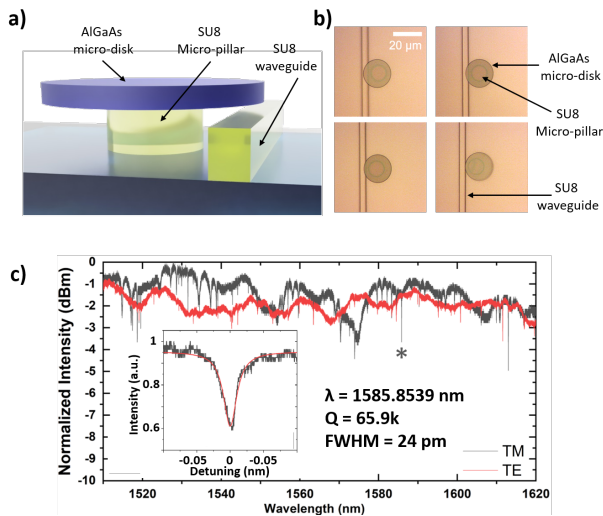 a)
AlGaAs
micro-disk
SU8
Micro-pillar
SU8
waveguide
b)
20 µm
AlGaAs
micro-disk
SU8
Micro-pillar
SU8
waveguide
c)
Normalized Intensity (dBm)
0
-1
-2
-3
-4
-5
-6
-7
-8
-9
-10
1520
1540
1560
1580
1600
1620
Wavelength (nm)
Intensity (a.u.)
1
0.8
0.6
-0.05
0
-0.05
Detuning (nm)
*
λ = 1585.8539 nm
Q = 65.9k
FWHM = 24 pm
TM
TE